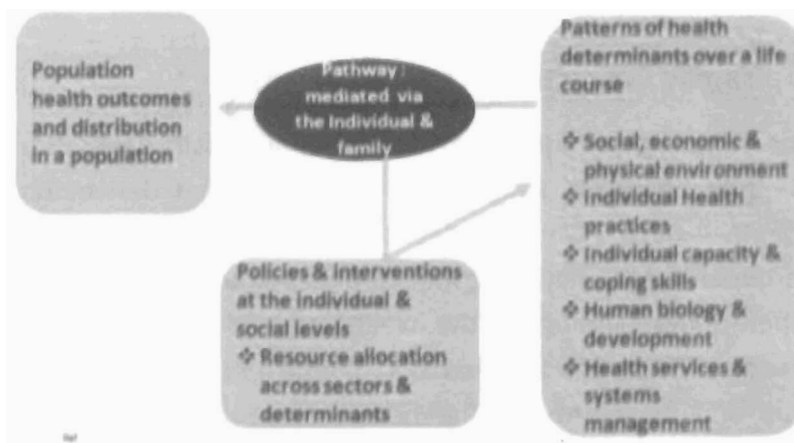 Population
health outcomes
and distribution
in a population
Pathway :
mediated via
the Individual &
family
Patterns of health
determinants over a life
course
❖ Social, economic &
physical environment
❖ Individual Health
practices
❖ Individual capacity &
coping skills
❖ Human biology &
development
❖ Health services &
systems
management
Policies & interventions
at the individual &
social levels
❖ Resource allocation
across sectors &
determinants